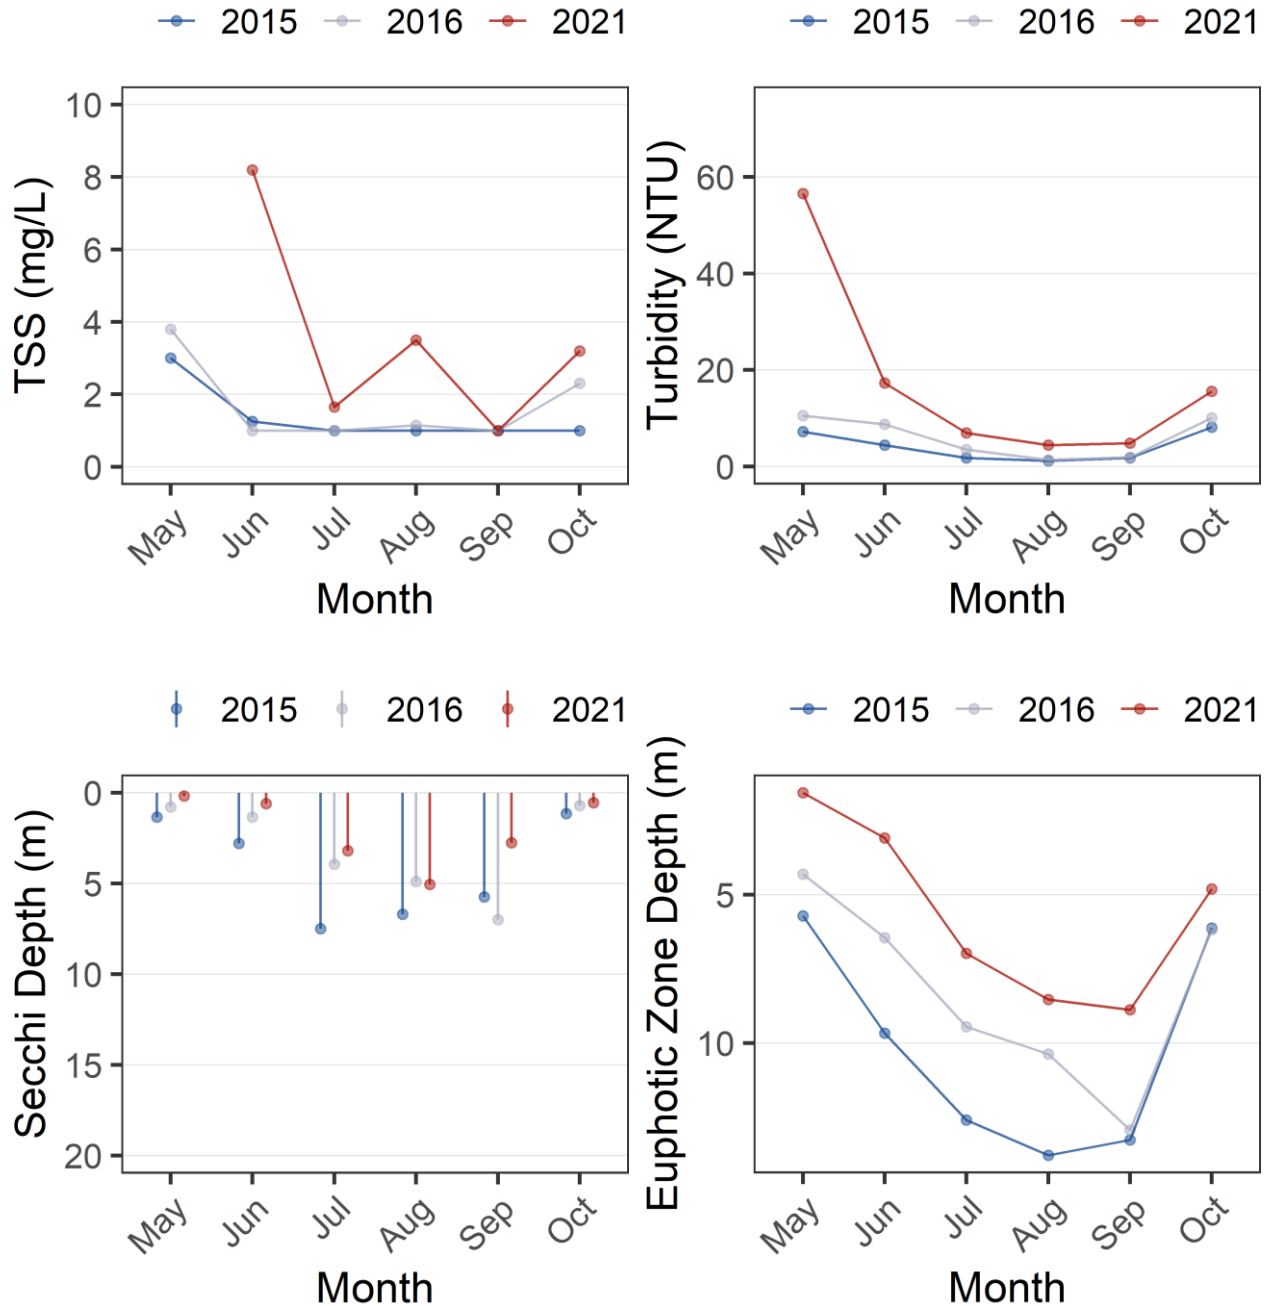 2015 2016 2021
TSS (mg/L)
10
8
6
4
2
0
May Jun Jul Aug Sep Oct
Month
2015 2016 2021
Turbidity (NTU)
60
40
20
0
May Jun Jul Aug Sep Oct
Month
2015 2016 2021
Secchi Depth (m)
0
5
10
15
20
May Jun Jul Aug Sep Oct
Month
2015 2016 2021
Euphotic Zone Depth (m)
5
10
May Jun Jul Aug Sep Oct
Month